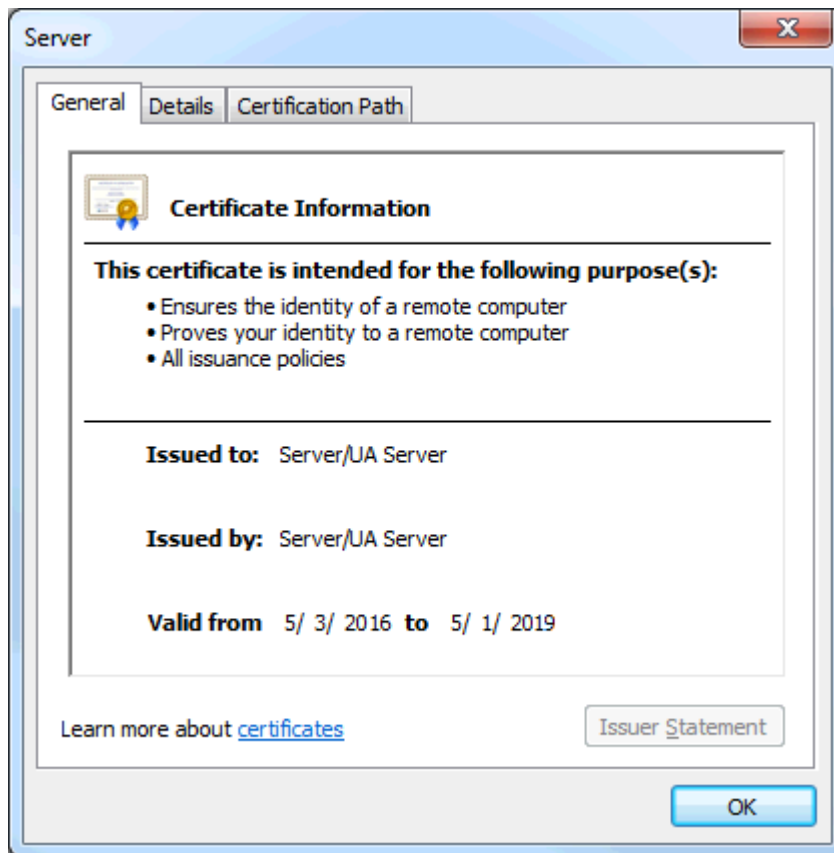 Server
General Details Certification Path
Certificate Information
This certificate is intended for the following purpose(s):
• Ensures the identity of a remote computer
• Proves your identity to a remote computer
• All issuance policies
Issued to: Server/UA Server
Issued by: Server/UA Server
Valid from 5/ 3/ 2016 to 5/ 1/ 2019
Learn more about certificates
Issuer Statement
OK